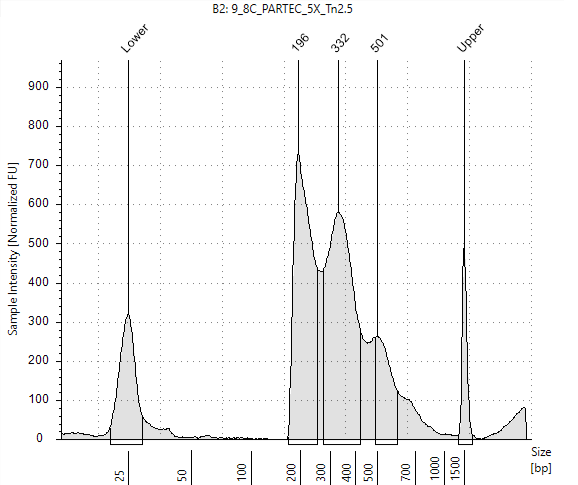 B2: 9_8C_PARTEC_5X_Tn2.5
Lower 196 332 501 Upper
Sample Intensity [Normalized FU]
900
800
700
600
500
400
300
200
100
0
25 50 100 200 300 400 500 700 1000 1500
Size
[bp]